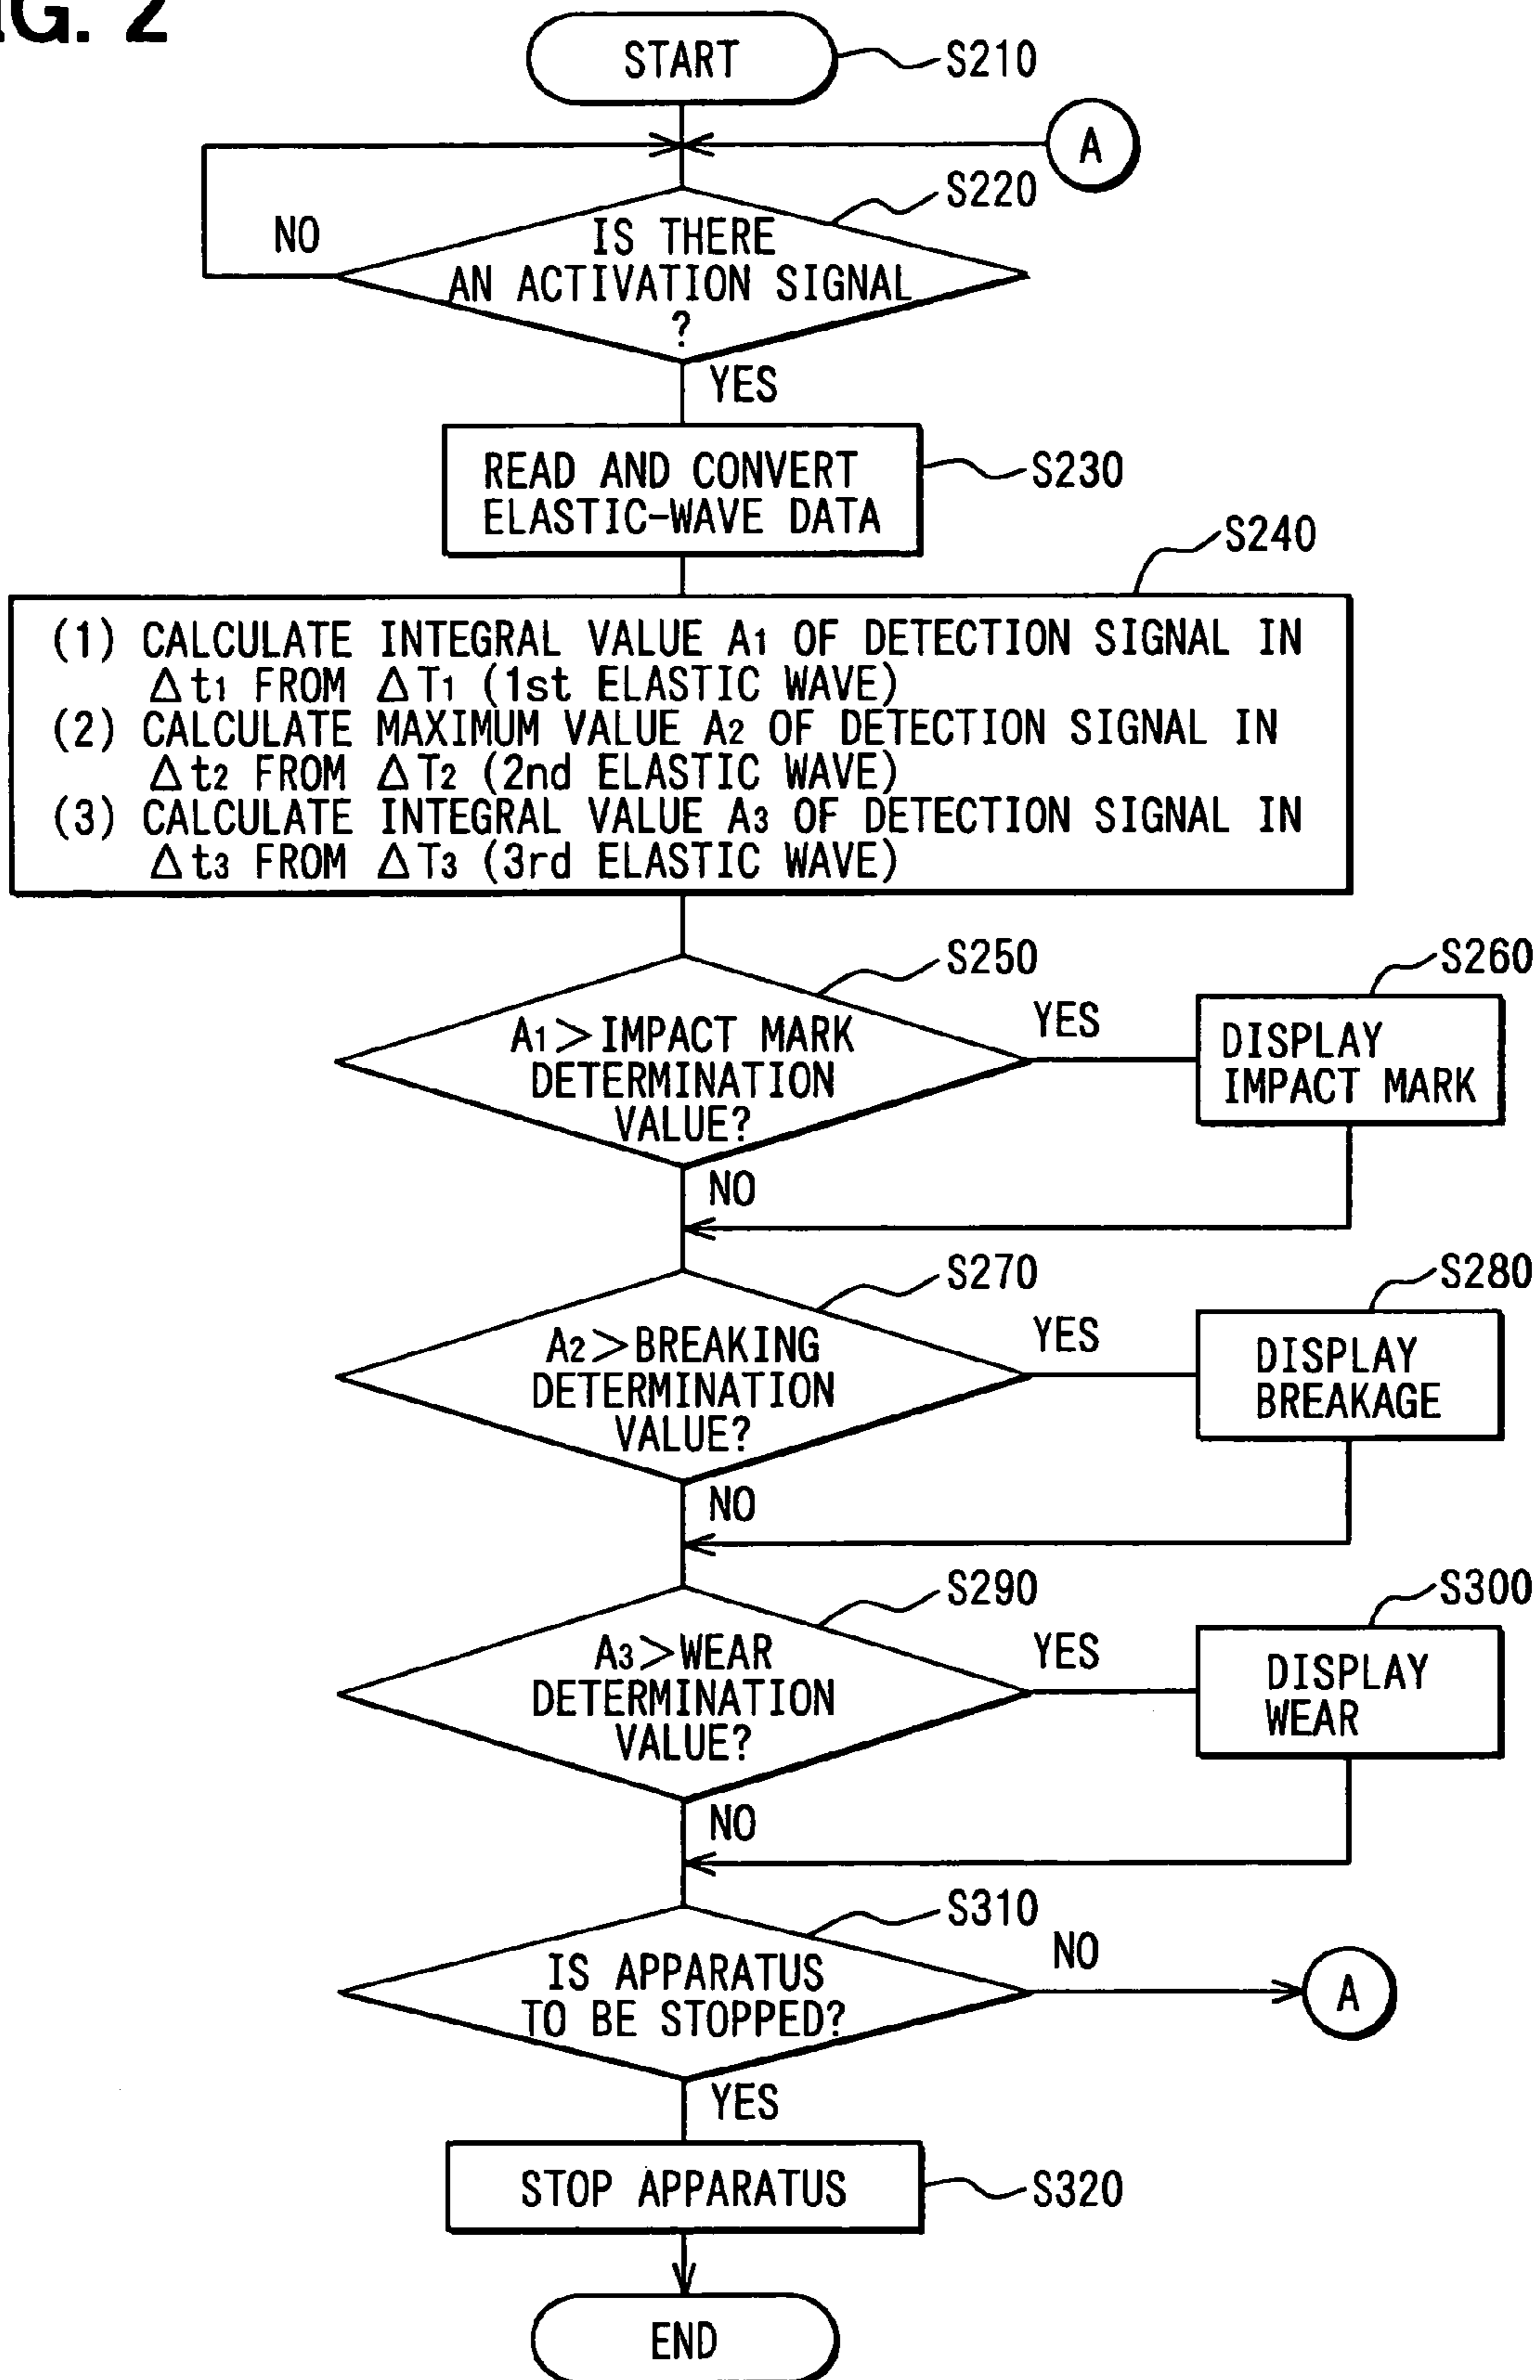 G. 2
START
S210
A
S220
NO
IS THERE
AN ACTIVATION SIGNAL
?
YES
READ AND CONVERT
ELASTIC-WAVE DATA
S230
S240
(1) CALCULATE INTEGRAL VALUE A1 OF DETECTION SIGNAL IN
Δt1 FROM ΔT1 (1st ELASTIC WAVE)
(2) CALCULATE MAXIMUM VALUE A2 OF DETECTION SIGNAL IN
Δt2 FROM ΔT2 (2nd ELASTIC WAVE)
(3) CALCULATE INTEGRAL VALUE A3 OF DETECTION SIGNAL IN
Δt3 FROM ΔT3 (3rd ELASTIC WAVE)
S250
S260
A1>IMPACT MARK
DETERMINATION
VALUE?
YES
DISPLAY
IMPACT MARK
NO
S270
S280
A2>BREAKING
DETERMINATION
VALUE?
YES
DISPLAY
BREAKAGE
NO
S290
S300
A3>WEAR
DETERMINATION
VALUE?
YES
DISPLAY
WEAR
NO
S310
IS APPARATUS
TO BE STOPPED?
NO
A
YES
STOP APPARATUS
S320
END